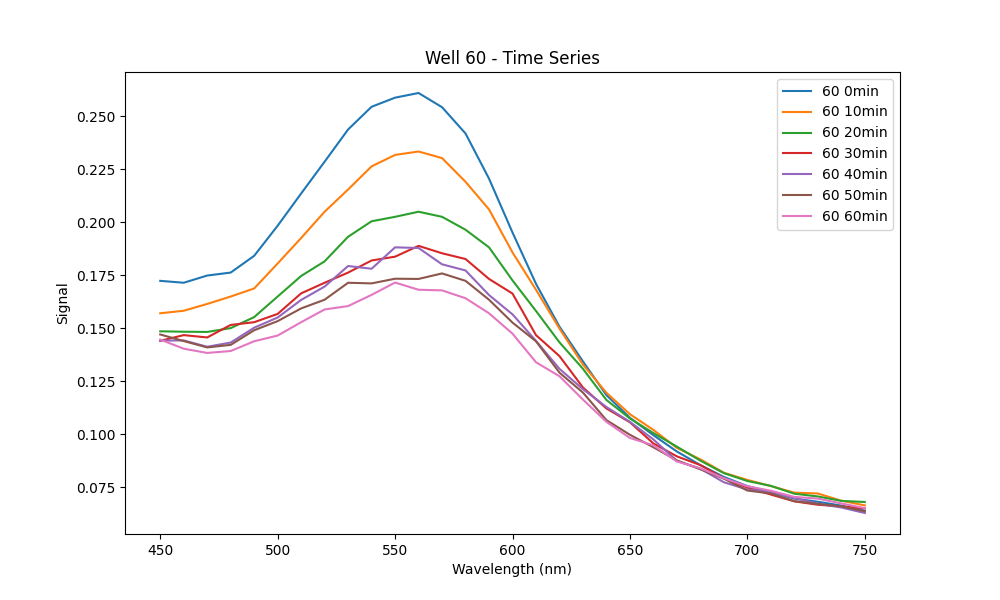 Well 60 - Time Series
60 0min
60 10min
60 20min
60 30min
60 40min
60 50min
60 60min
Signal
0.250
0.225
0.200
0.175
0.150
0.125
0.100
0.075
450 500 550 600 650 700 750
Wavelength (nm)